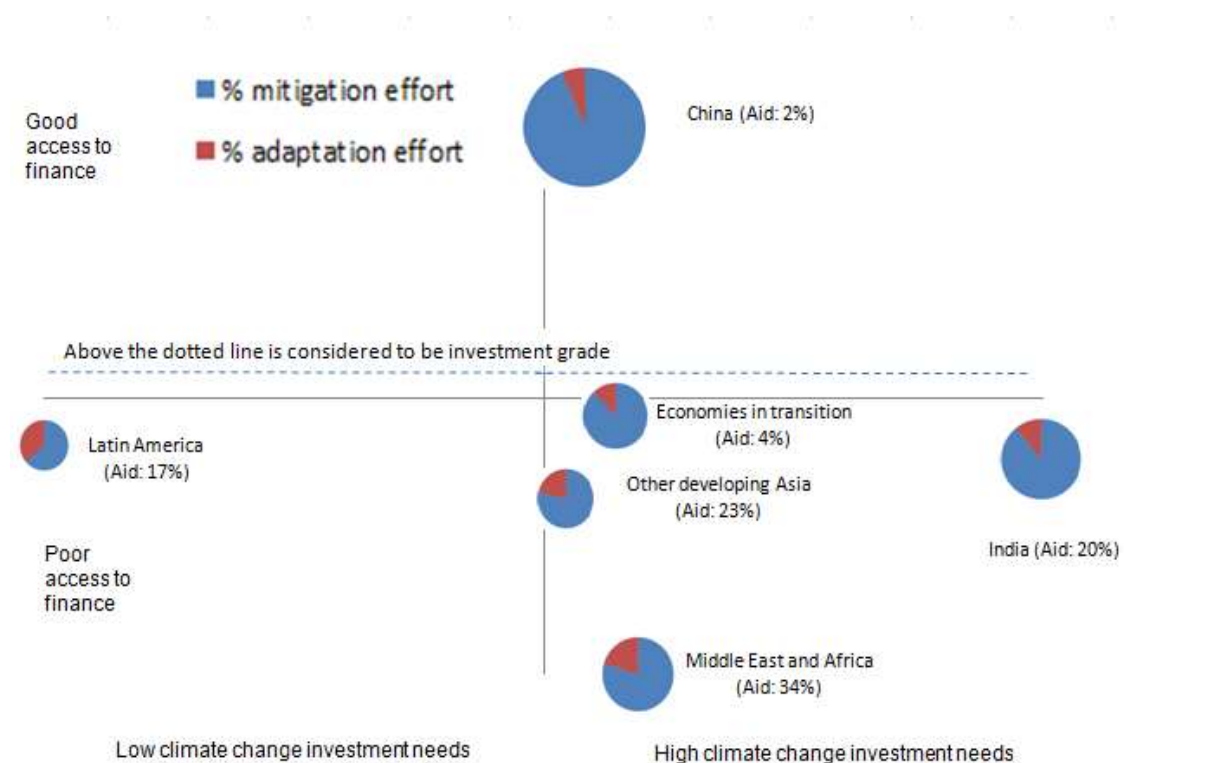 % mitigation effort
% adaptation effort
Good
access to
finance
China (Aid: 2%)
Above the dotted line is considered to be investment grade
Economies in transition
(Aid: 4%)
Latin America
(Aid: 17%)
Other developing Asia
(Aid: 23%)
India (Aid: 20%)
Poor
access to
finance
Middle East and Africa
(Aid: 34%)
Low climate change investment needs
High climate change investment needs